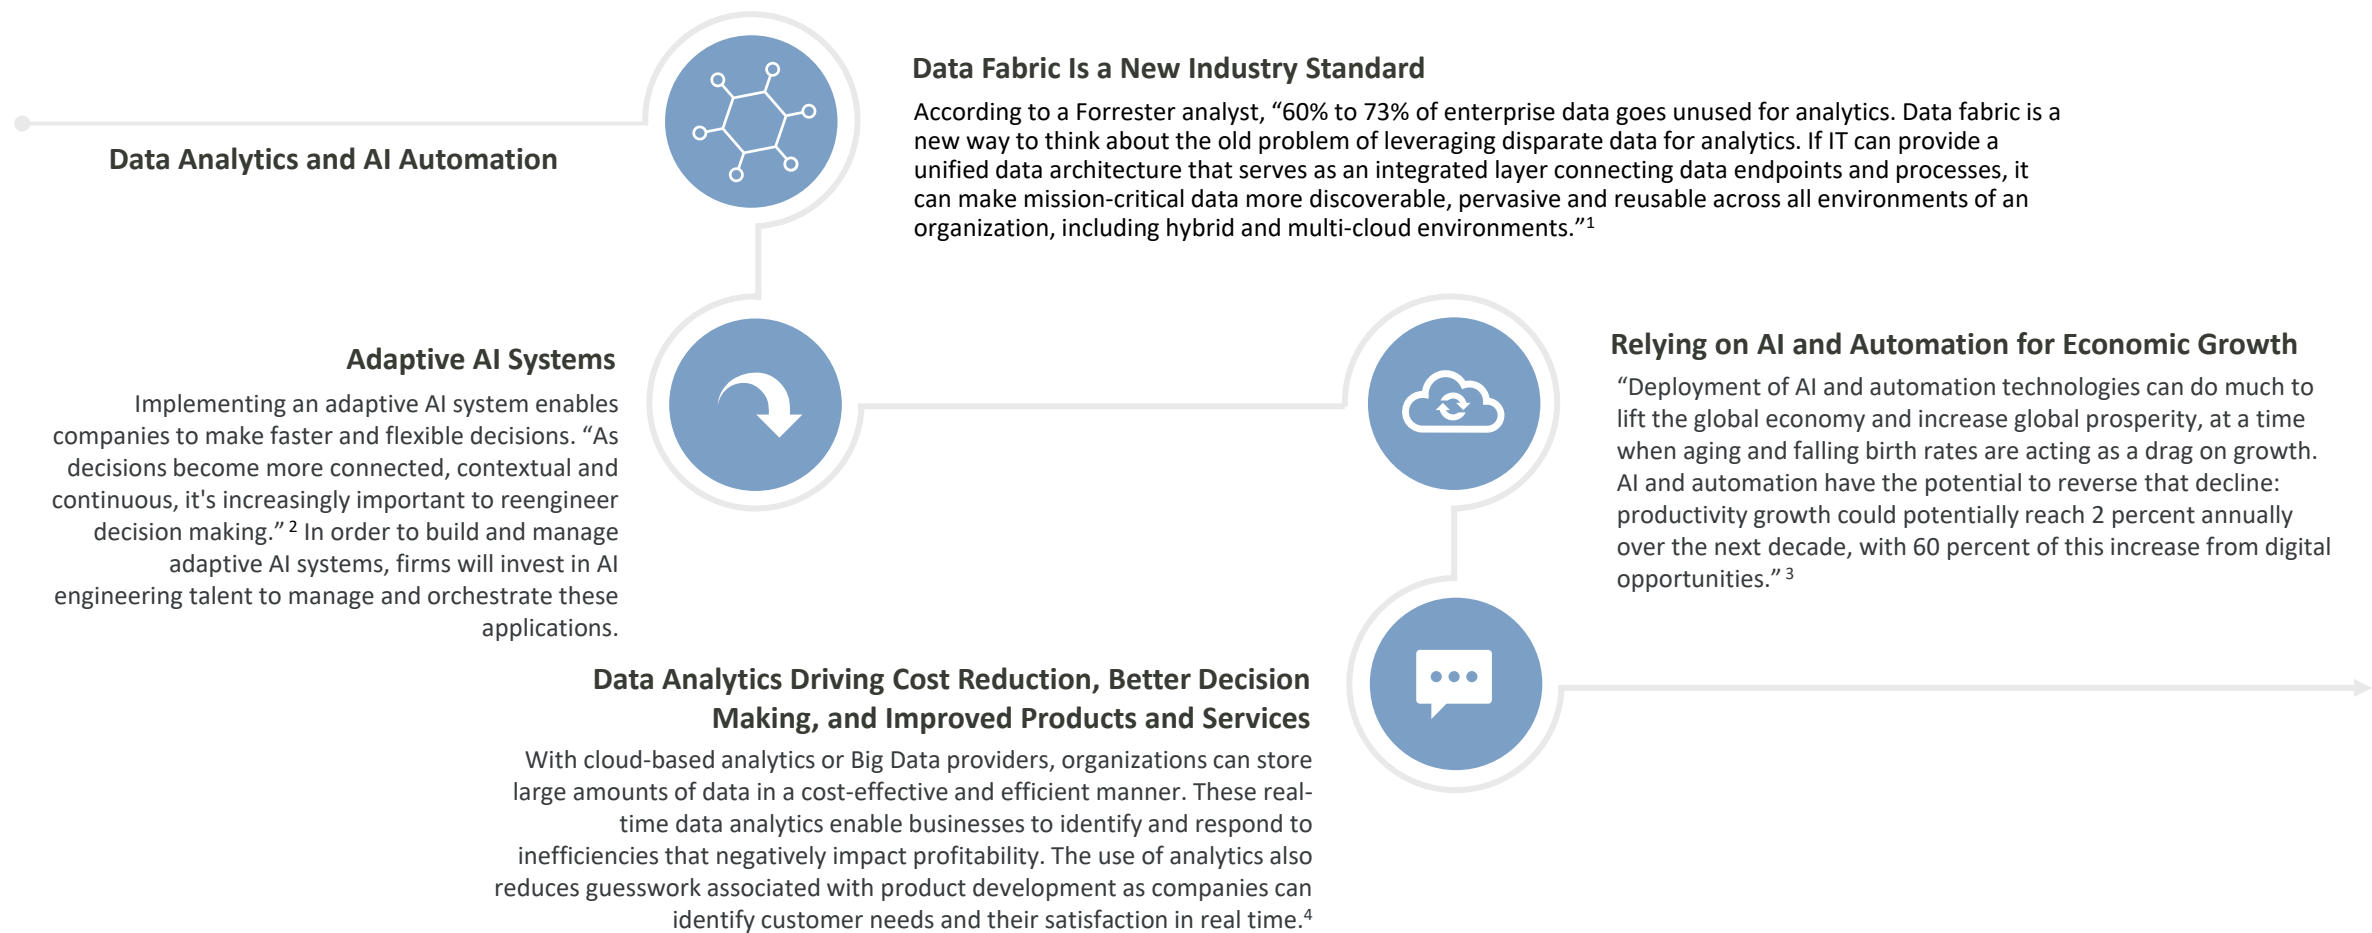 Data Analytics and AI Automation
Data Fabric Is a New Industry Standard
According to a Forrester analyst, “60% to 73% of enterprise data goes unused for analytics. Data fabric is a
new way to think about the old problem of leveraging disparate data for analytics. If IT can provide a
unified data architecture that serves as an integrated layer connecting data endpoints and processes, it
can make mission-critical data more discoverable, pervasive and reusable across all environments of an
organization, including hybrid and multi-cloud environments.”1
Adaptive AI Systems
Implementing an adaptive AI system enables
companies to make faster and flexible decisions. “As
decisions become more connected, contextual and
continuous, it's increasingly important to reengineer
decision making.” 2 In order to build and manage
adaptive AI systems, firms will invest in AI
engineering talent to manage and orchestrate these
applications.
Relying on AI and Automation for Economic Growth
“Deployment of AI and automation technologies can do much to
lift the global economy and increase global prosperity, at a time
when aging and falling birth rates are acting as a drag on growth.
AI and automation have the potential to reverse that decline:
productivity growth could potentially reach 2 percent annually
over the next decade, with 60 percent of this increase from digital
opportunities.” 3
Data Analytics Driving Cost Reduction, Better Decision
Making, and Improved Products and Services
With cloud-based analytics or Big Data providers, organizations can store
large amounts of data in a cost-effective and efficient manner. These real-
time data analytics enable businesses to identify and respond to
inefficiencies that negatively impact profitability. The use of analytics also
reduces guesswork associated with product development as companies can
identify customer needs and their satisfaction in real time.4